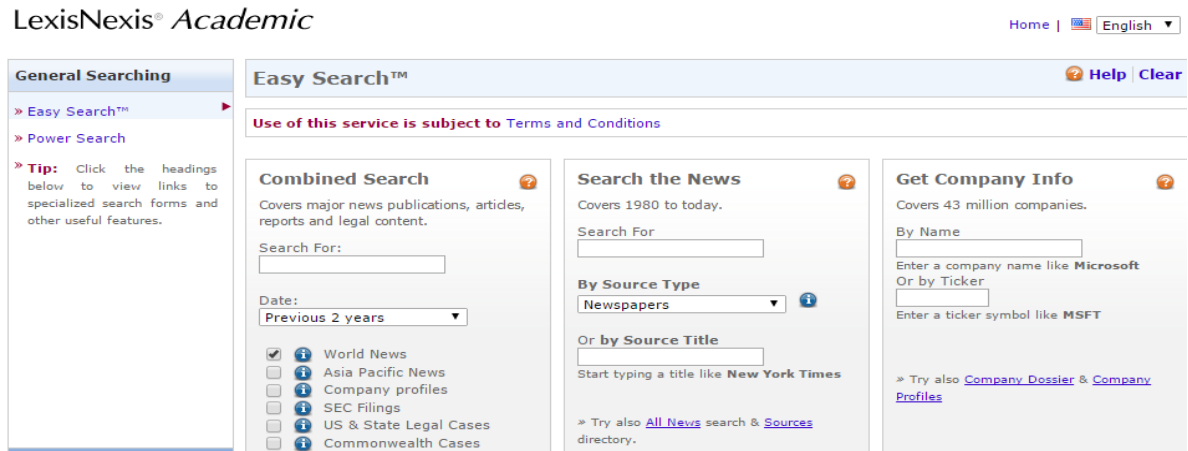 LexisNexis® Academic
Home | English ▼
General Searching
» Easy Search™
» Power Search
» Tip: Click the headings
below to view links to
specialized search forms and
other useful features.
Easy Search™
Help | Clear
Use of this service is subject to Terms and Conditions
Combined Search
Covers major news publications, articles,
reports and legal content.
Search For:
Date:
Previous 2 years ▼
World News
Asia Pacific News
Company profiles
SEC Filings
US & State Legal Cases
Commonwealth Cases
Search the News
Covers 1980 to today.
Search For
By Source Type
Newspapers ▼
Or by Source Title
Start typing a title like New York Times
» Try also All News search & Sources
directory.
Get Company Info
Covers 43 million companies.
By Name
Enter a company name like Microsoft
Or by Ticker
Enter a ticker symbol like MSFT
» Try also Company Dossier & Company
Profiles